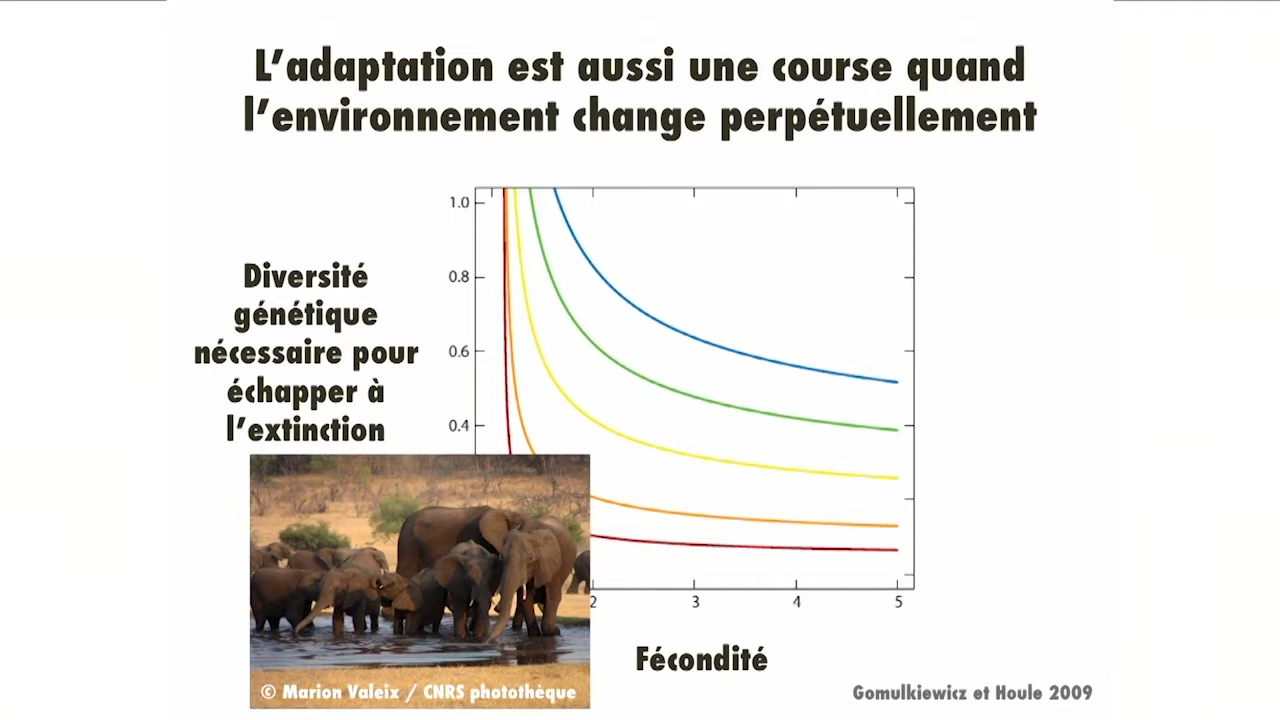 L’adaptation est aussi une course quand
l’environnement change perpétuellement
Diversité
génétique
nécessaire pour
échapper à
l’extinction
1.0
0.8
0.6
0.4
2
3
4
5
Fécondité
© Marion Valeix / CNRS photothèque
Gomulkiewicz et Houle 2009